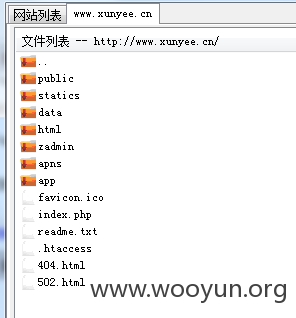 网站列表 www.xunyee.cn
文件列表 -- http://www.xunyee.cn/
..
public
statics
data
html
zadmin
apns
app
favicon.ico
index.php
readme.txt
.htaccess
404.html
502.html
www.wooyun.org